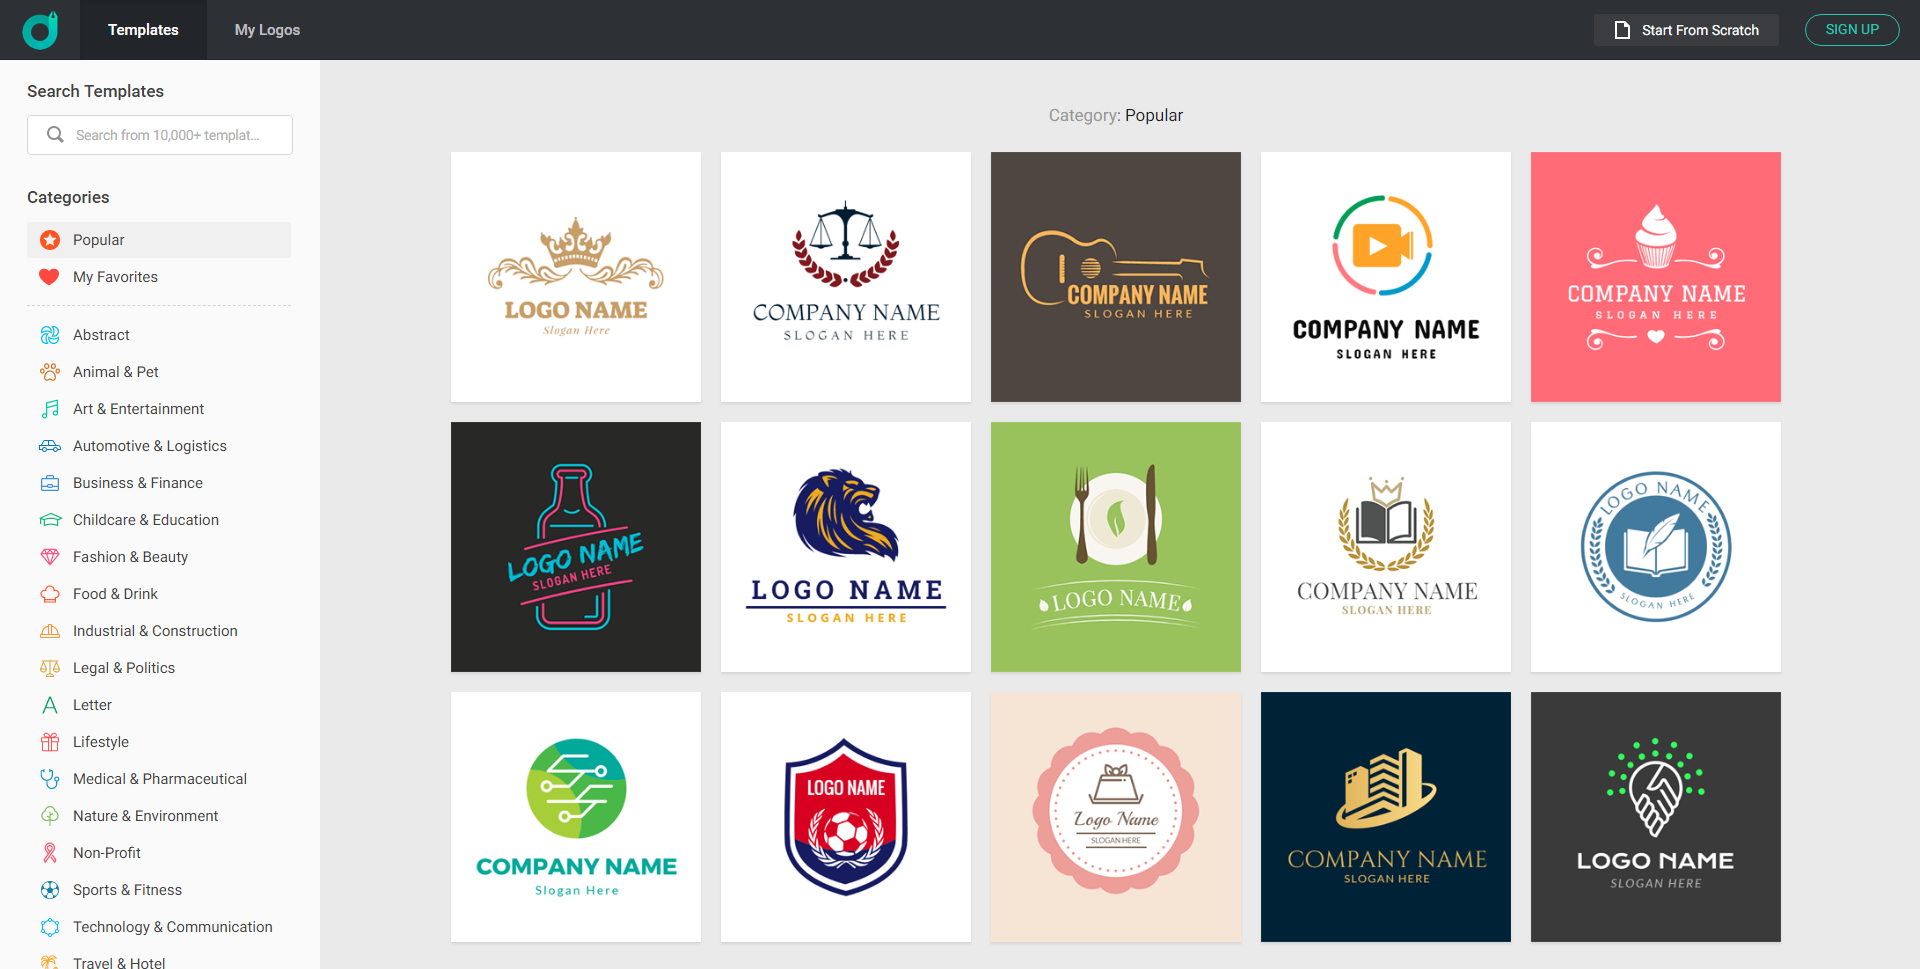 Templates
My Logos
Start From Scratch
SIGN UP
Search Templates
Search from 10,000+ templat...
Categories
Popular
My Favorites
Abstract
Animal & Pet
Art & Entertainment
Automotive & Logistics
Business & Finance
Childcare & Education
Fashion & Beauty
Food & Drink
Industrial & Construction
Legal & Politics
Letter
Lifestyle
Medical & Pharmaceutical
Nature & Environment
Non-Profit
Sports & Fitness
Technology & Communication
Travel & Hotel
Category: Popular
LOGO NAME
Slogan Here
COMPANY NAME
SLOGAN HERE
COMPANY NAME
SLOGAN HERE
COMPANY NAME
SLOGAN HERE
COMPANY NAME
SLOGAN HERE
LOGO NAME
SLOGAN HERE
LOGO NAME
SLOGAN HERE
LOGO NAME
COMPANY NAME
SLOGAN HERE
LOGO NAME
SLOGAN HERE
COMPANY NAME
Slogan Here
LOGO NAME
Logo Name
SLOGAN HERE
COMPANY NAME
SLOGAN HERE
LOGO NAME
SLOGAN HERE